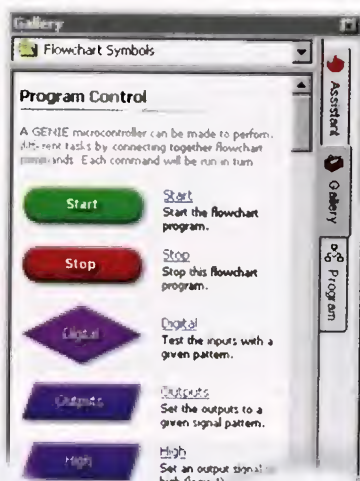 Gallery
Flowchart Symbols
Program Control
A GENIE microcontroller can be made to perform
different tasks by connecting together flowchart
commands. Each command will be run in turn
Start
Start
Start the flowchart
program.
Stop
Stop
Stop this flowchart
program.
Digital
Digital
Test the inputs with a
given pattern.
Outputs
Outputs
Set the outputs to a
given signal pattern.
High
High
Set an output signal
high (logic 1)
Assistant
Gallery
Program